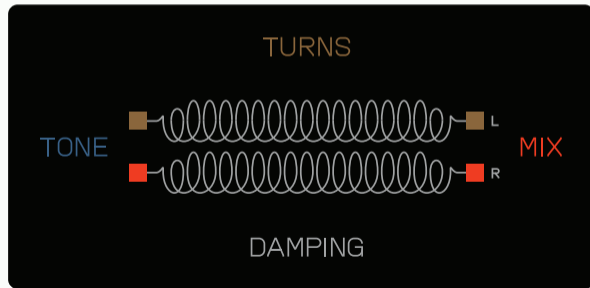 TURNS
L
TONE
MIX
R
DAMPING